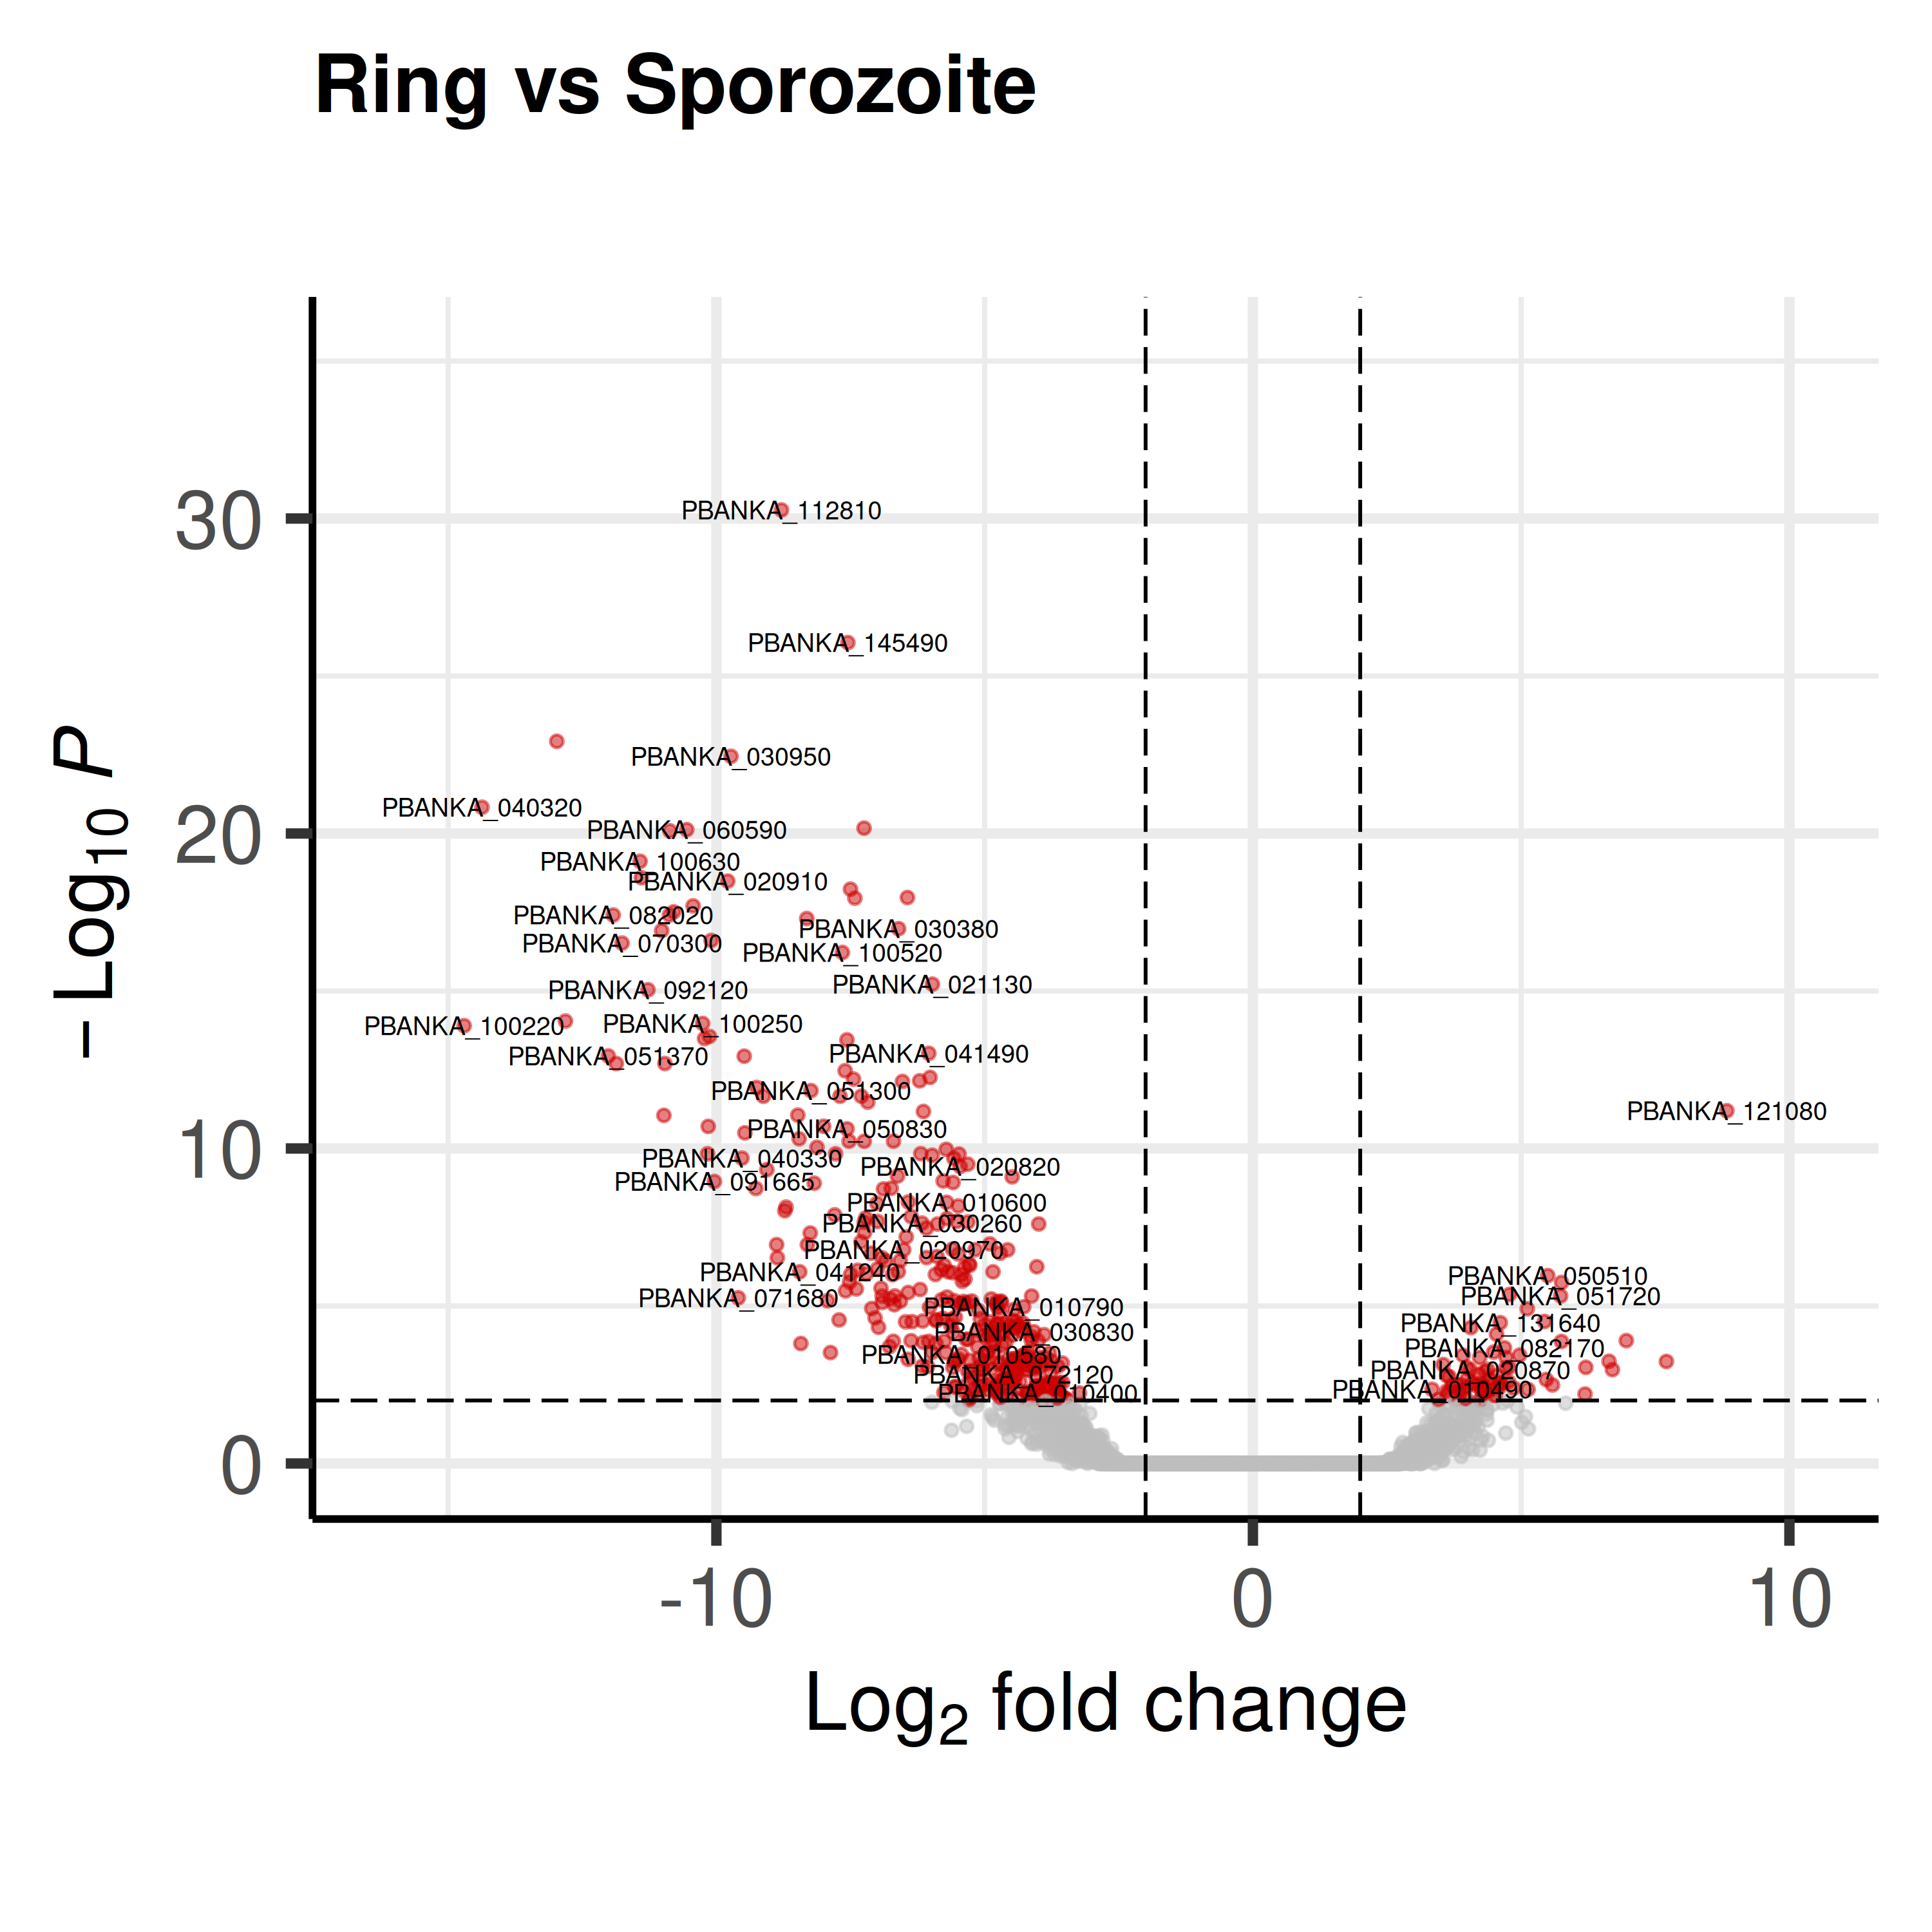 Ring vs Sporozoite
PBANKA_112810
PBANKA_145490
PBANKA_030950
PBANKA_040320
PBANKA_060590
PBANKA_100630
PBANKA_020910
PBANKA_082020
PBANKA_030380
PBANKA_070300
PBANKA_100520
PBANKA_021130
PBANKA_092120
PBANKA_100220
PBANKA_100250
PBANKA_051370
PBANKA_041490
PBANKA_051300
PBANKA_121080
PBANKA_050830
PBANKA_040330
PBANKA_020820
PBANKA_091665
PBANKA_010600
PBANKA_030260
PBANKA_020970
PBANKA_041240
PBANKA_050510
PBANKA_071680
PBANKA_051720
PBANKA_010790
PBANKA_131640
PBANKA_030830
PBANKA_082170
PBANKA_010580
PBANKA_020870
PBANKA_072120
PBANKA_010490
PBANKA_010400
30
20
10
0
-10
0
10
− Log10 P
Log2 fold change